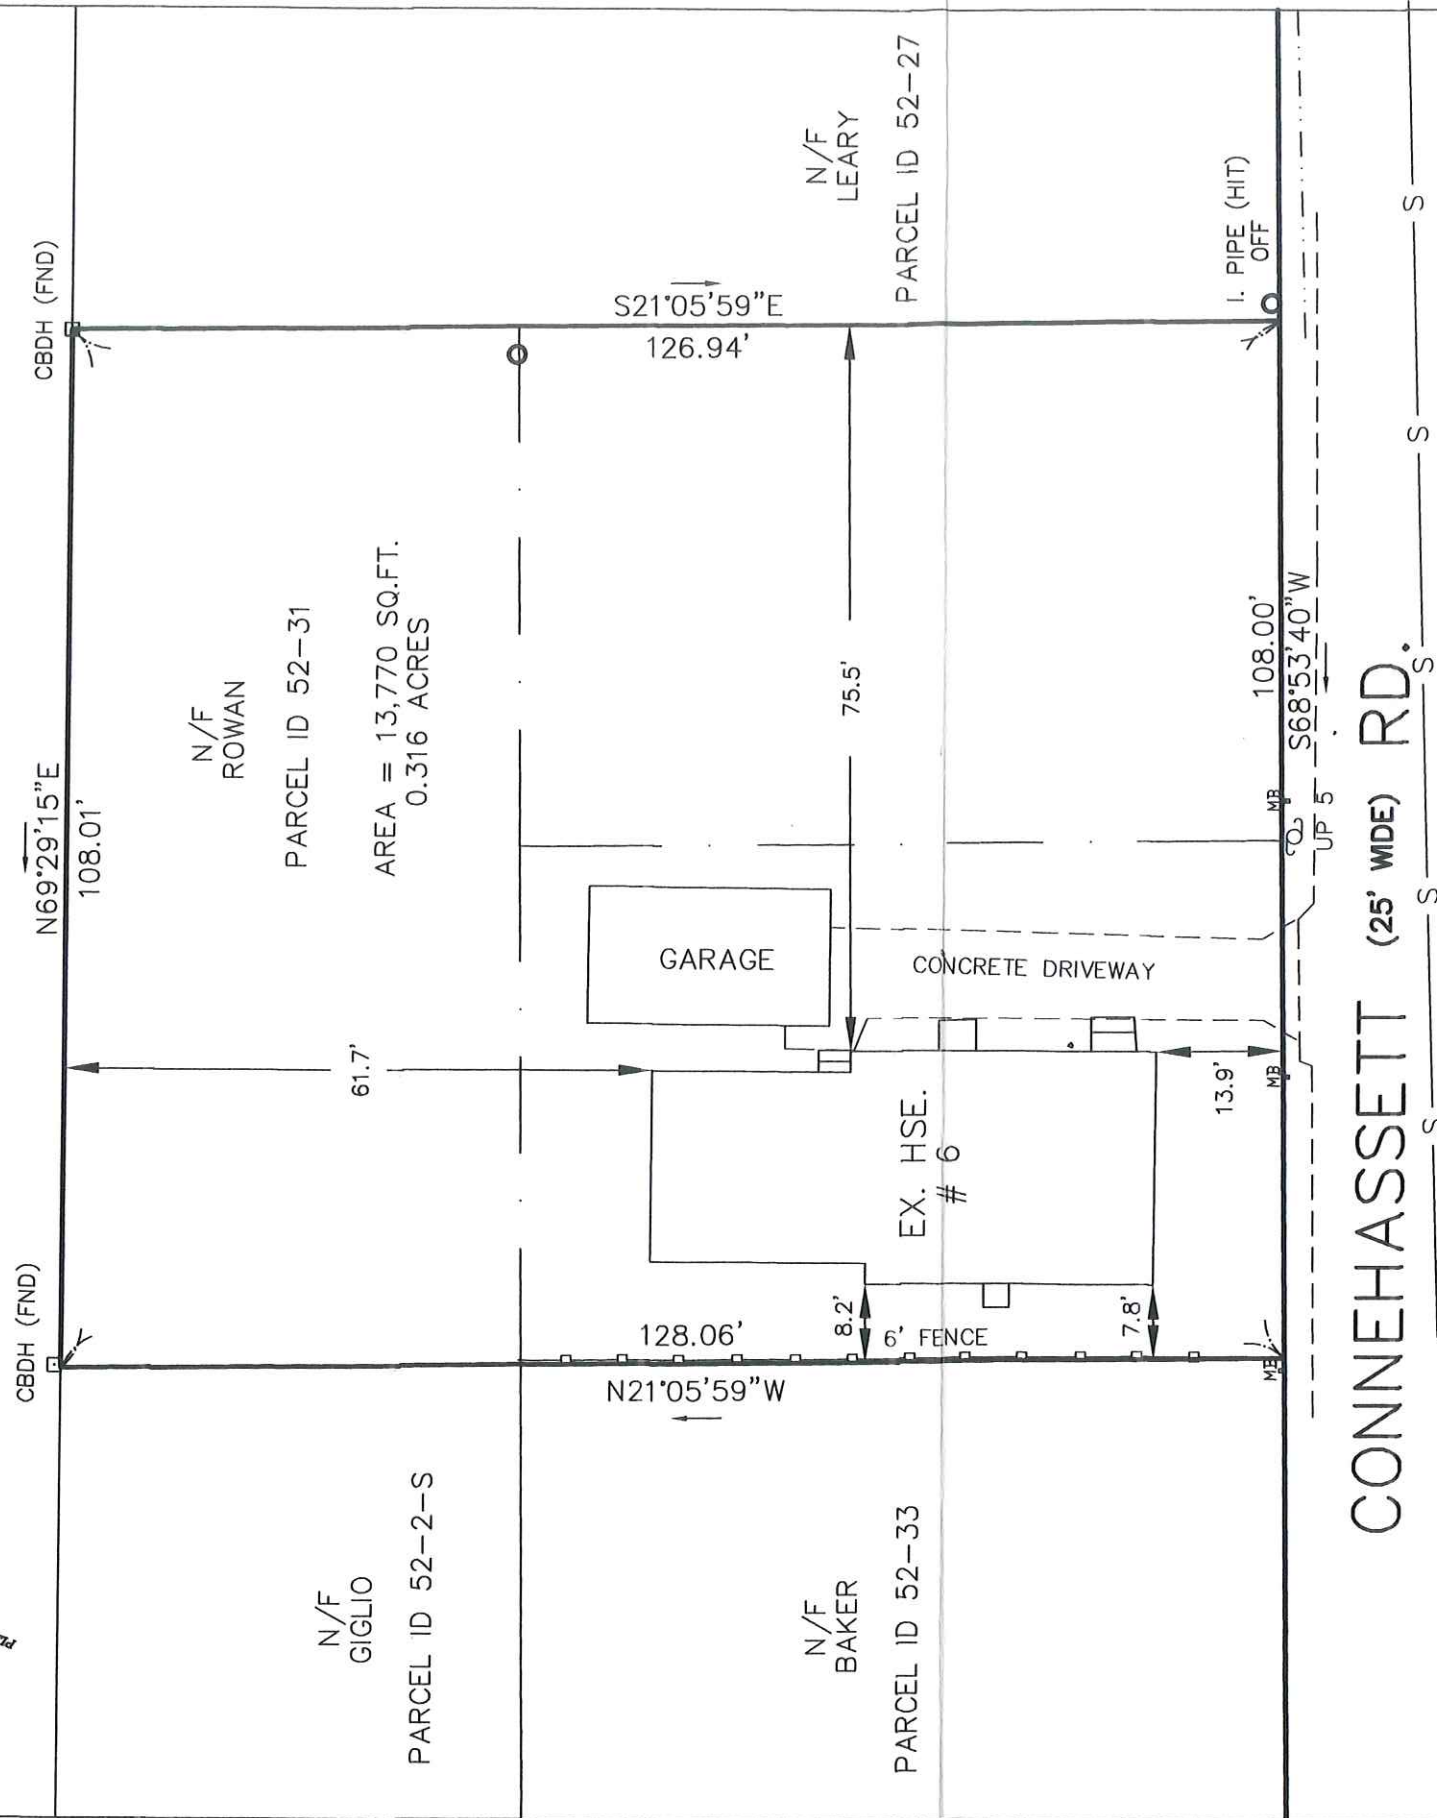 CBDH (FND)
N/F
LEARY
PARCEL ID 52-27
I. PIPE (HIT)
OFF
S21°05'59"E
126.94'
N69°29'15"E
108.01'
N/F
ROWAN
PARCEL ID 52-31
AREA = 13,770 SQ.FT.
0.316 ACRES
75.5'
108.00'
S68°53'40"W
MB
UP 5
GARAGE
CONCRETE DRIVEWAY
61.7'
EX. HSE.
# 6
13.9'
MB
CBDH (FND)
128.06'
N21°05'59"W
8.2'
6' FENCE
7.8'
MB
N/F
GIGLIO
PARCEL ID 52-2-S
N/F
BAKER
PARCEL ID 52-33
CONNEHASSETT (25' WIDE) RD.
S
S
S
S
S